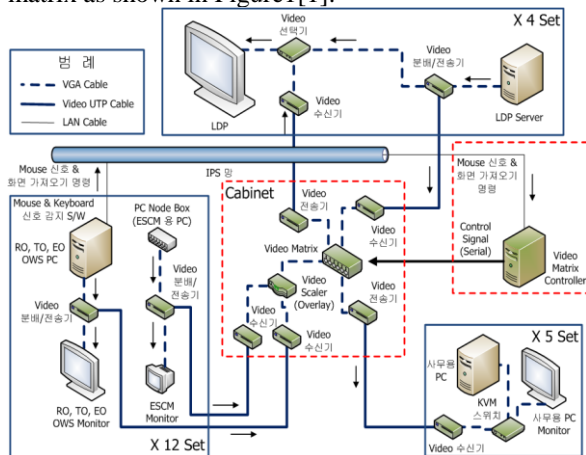 matrix as shown in Figure1[1].
X 4 Set
범 례
VGA Cable
Video UTP Cable
LAN Cable
Video
선택기
Video
분배/전송기
LDP
Video
수신기
LDP Server
IPS 망
Mouse 신호 &
화면 가져오기 명령
Mouse & Keyboard
신호 감지 S/W
RO, TO, EO
OWS PC
PC Node Box
(ESCM 용 PC)
Video
분배/전송기
Video
분배/전송기
RO, TO, EO
OWS Monitor
ESCM
Monitor
X 12 Set
Cabinet
Video
전송기
Video
수신기
Video Matrix
Video
Scaler
(Overlay)
Video
전송기
Video
수신기
Video
수신기
Mouse 신호 &
화면 가져오기
명령
Control
Signal
(Serial)
Video
Matrix
Controller
X 5 Set
사무용
PC
KVM
스위치
사무용 PC
Monitor
Video 수신기